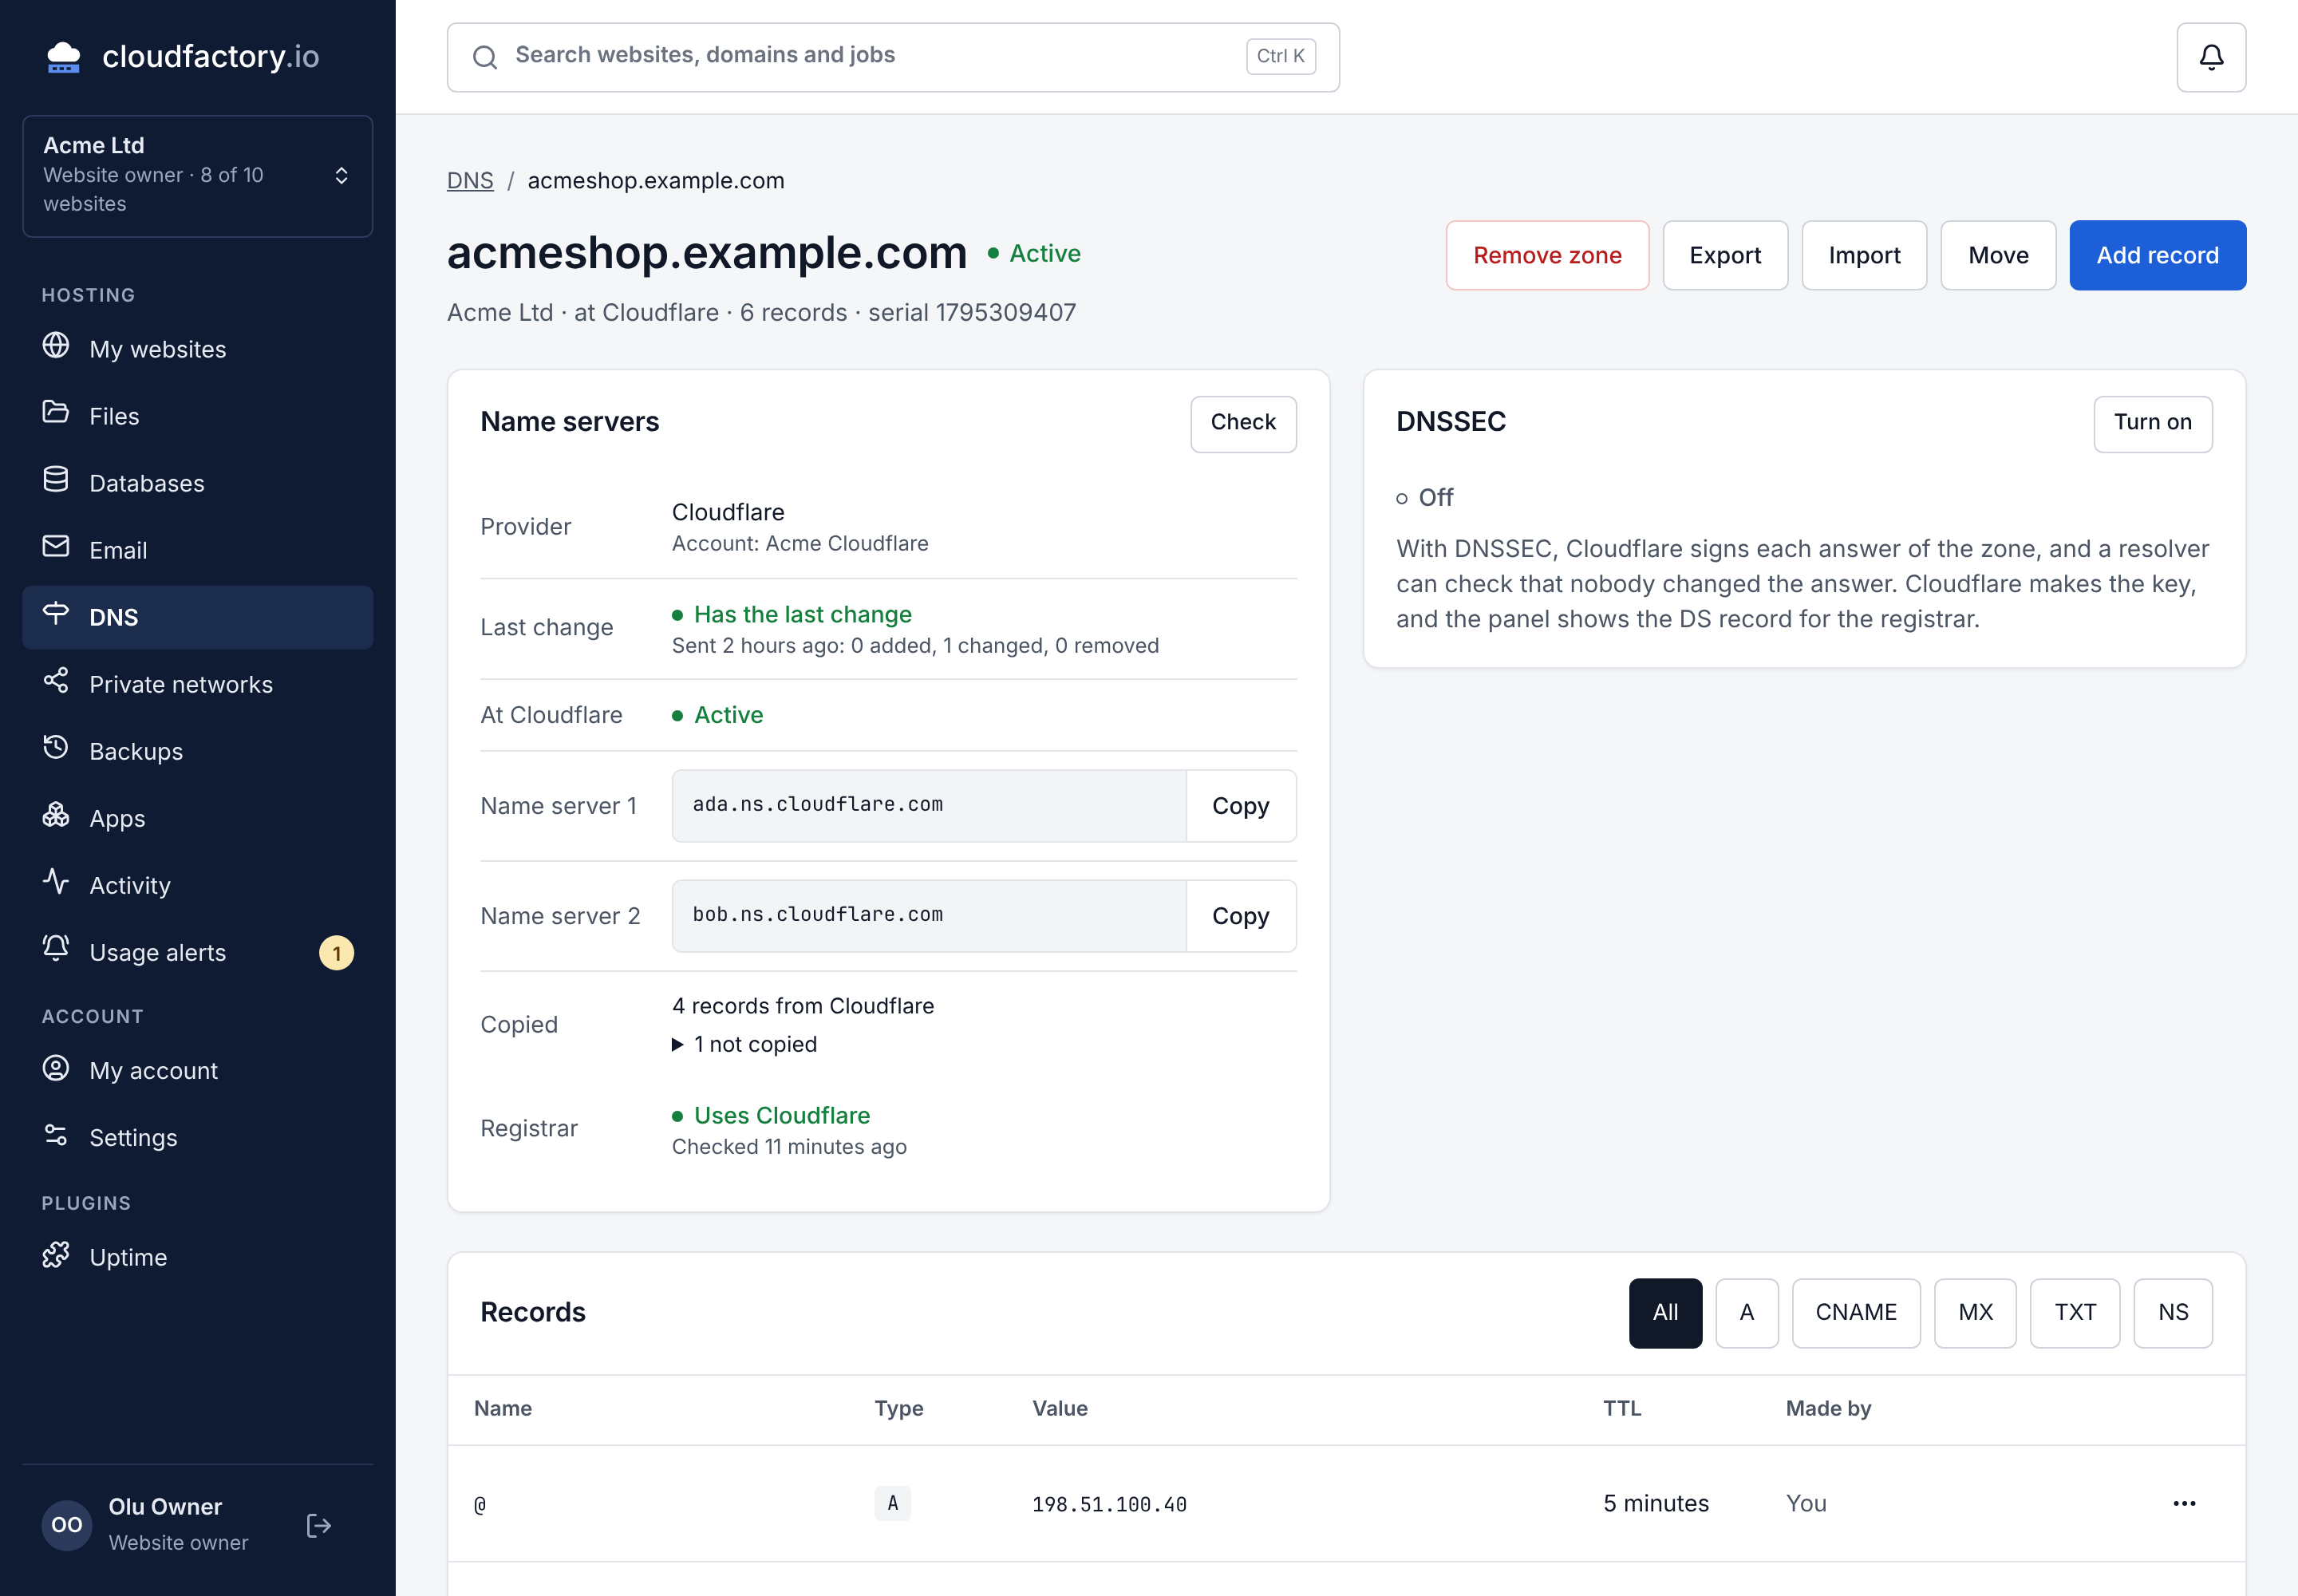 cloudfactory.io
Search websites, domains and jobs
Ctrl K
Acme Ltd
Website owner · 8 of 10
websites
HOSTING
My websites
Files
Databases
Email
DNS
Private networks
Backups
Apps
Activity
Usage alerts
1
ACCOUNT
My account
Settings
PLUGINS
Uptime
OO
Olu Owner
Website owner
DNS / acmeshop.example.com
acmeshop.example.com
Active
Acme Ltd · at Cloudflare · 6 records · serial 1795309407
Remove zone
Export
Import
Move
Add record
Name servers
Check
Provider
Cloudflare
Account: Acme Cloudflare
Last change
Has the last change
Sent 2 hours ago: 0 added, 1 changed, 0 removed
At Cloudflare
Active
Name server 1
ada.ns.cloudflare.com
Copy
Name server 2
bob.ns.cloudflare.com
Copy
Copied
4 records from Cloudflare
1 not copied
Registrar
Uses Cloudflare
Checked 11 minutes ago
DNSSEC
Turn on
Off
With DNSSEC, Cloudflare signs each answer of the zone, and a resolver
can check that nobody changed the answer. Cloudflare makes the key,
and the panel shows the DS record for the registrar.
Records
All
A
CNAME
MX
TXT
NS
Name Type Value TTL Made by
@ A 198.51.100.40 5 minutes You